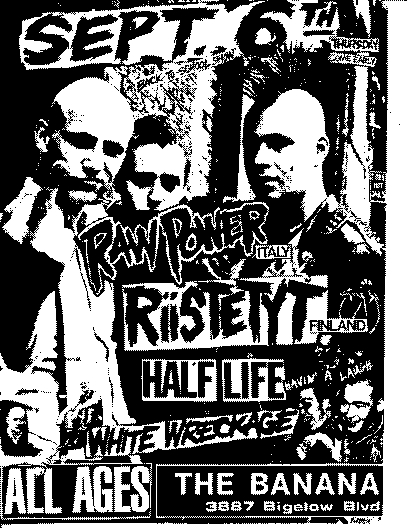 SEPT. 6TH
THURSDAY
RAW POWER
ITALY
RIISTETYT
FINLAND
HALF LIFE
HAVIN' A LAUGH
WHITE WRECKAGE
ALL AGES
THE BANANA
3887 Bigelow Blvd